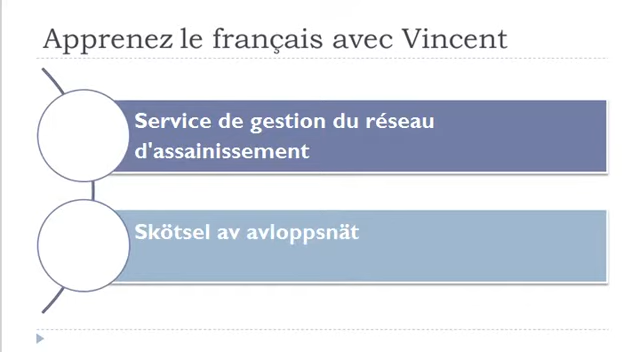 Apprenez le français avec Vincent
Service de gestion du réseau
d'assainissement
Skötsel av avloppsnät